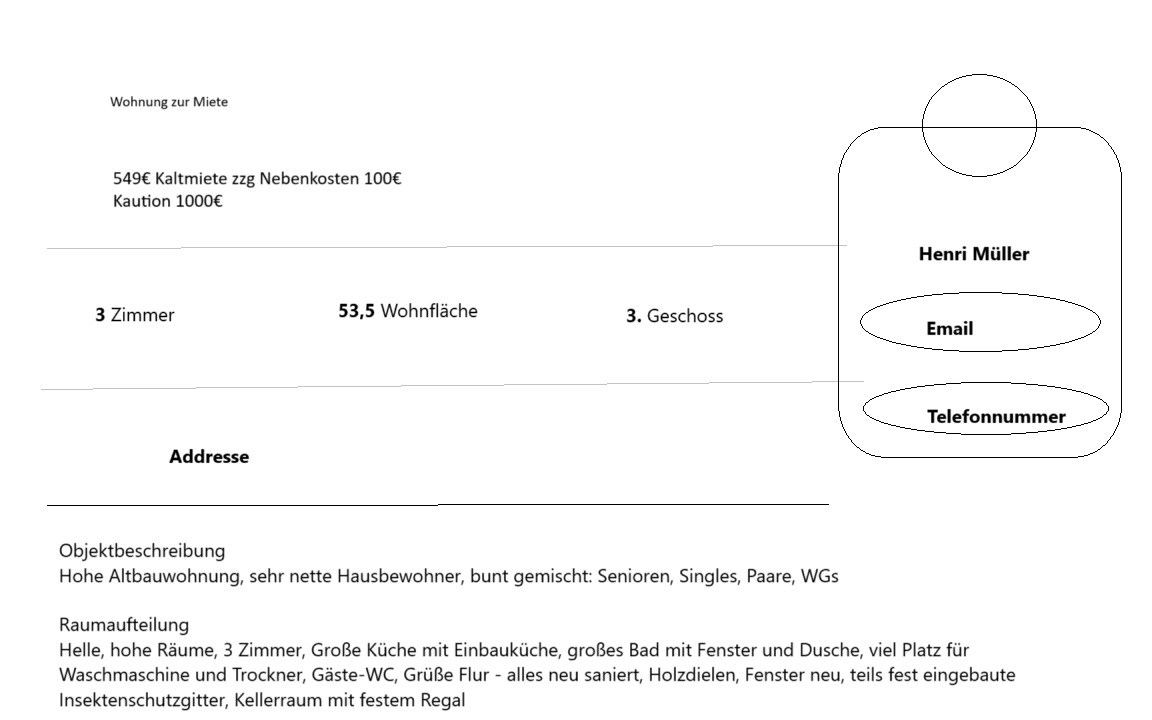 Wohnung zur Miete
549€ Kaltmiete zzg Nebenkosten 100€
Kaution 1000€
Henri Müller
3 Zimmer
53,5 Wohnfläche
3. Geschoss
Email
Telefonnummer
Addresse
Objektbeschreibung
Hohe Altbauwohnung, sehr nette Hausbewohner, bunt gemischt: Senioren, Singles, Paare, WGs
Raumaufteilung
Helle, hohe Räume, 3 Zimmer, Große Küche mit Einbauküche, großes Bad mit Fenster und Dusche, viel Platz für
Waschmaschine und Trockner, Gäste-WC, Grüße Flur - alles neu saniert, Holzdielen, Fenster neu, teils fest eingebaute
Insektenschutzgitter, Kellerraum mit festem Regal